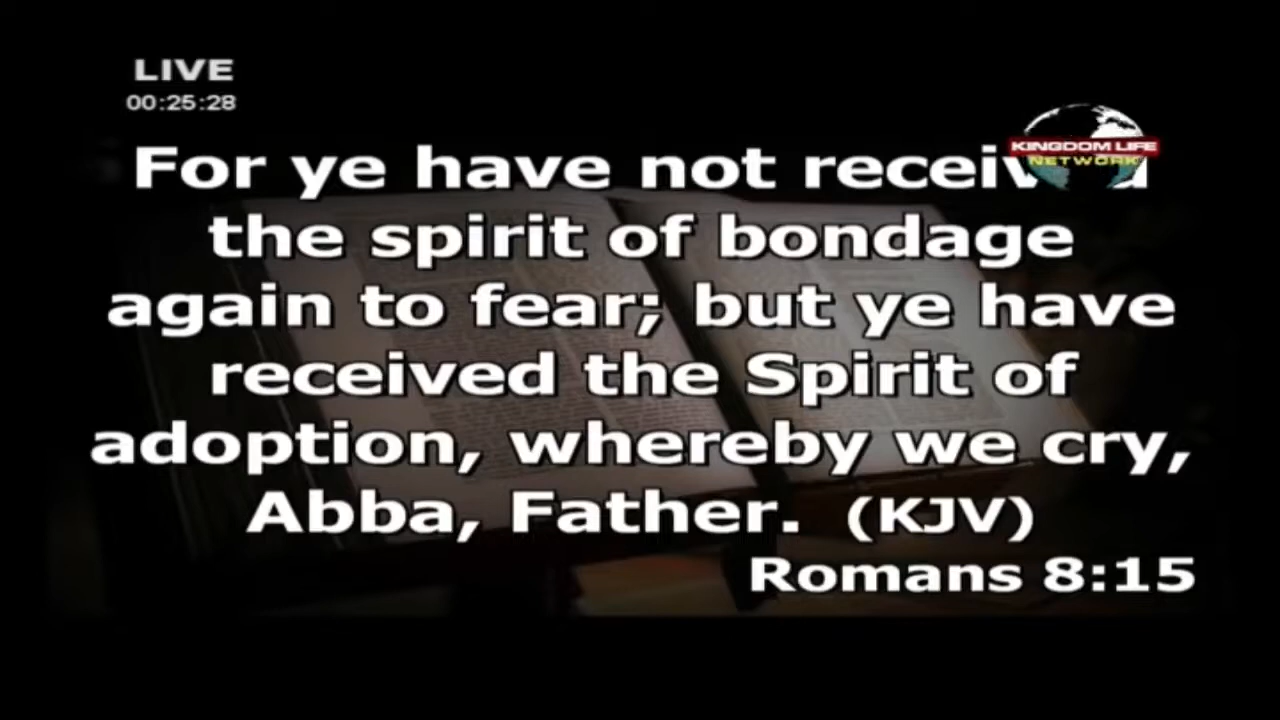 LIVE
00:25:28
KINGDOM LIFE
NETWORK
For ye have not
the spirit of bondage
again to fear; but ye have
received the Spirit of
adoption, whereby we cry,
Abba, Father. (KJV)
Romans 8:15